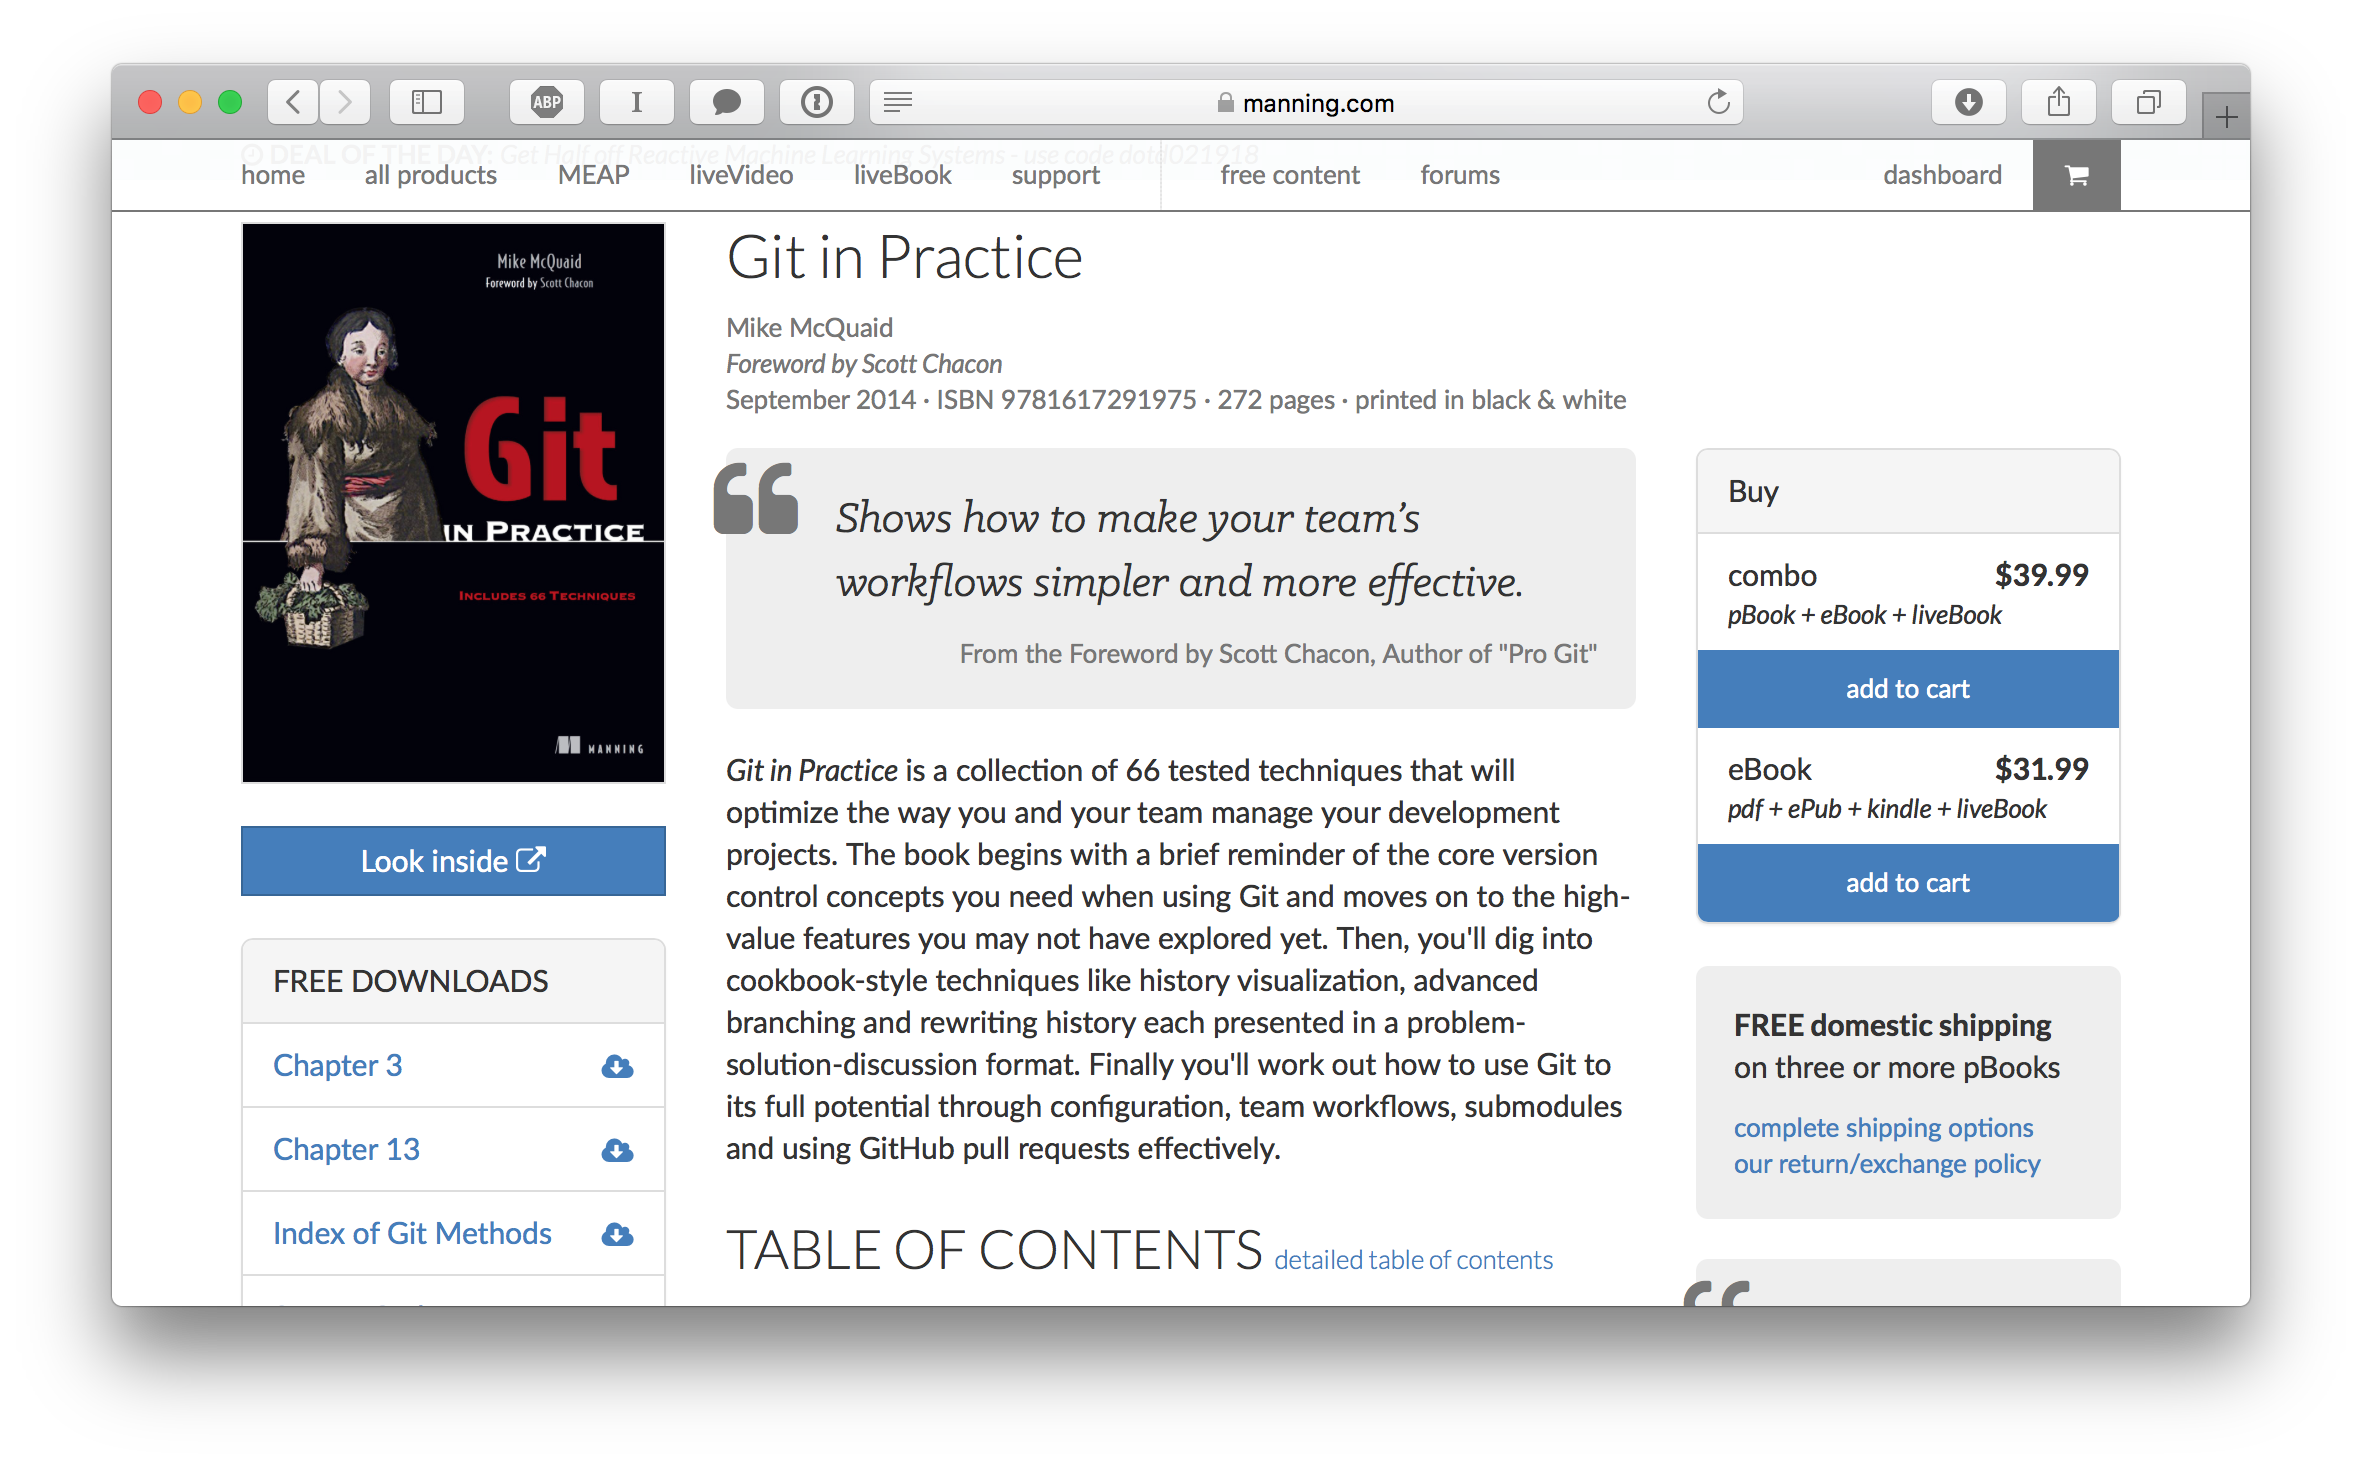 ABP
manning.com
DEAL OF THE DAY: Get Half off Reactive Machine Learning Systems - use code dotd021918
home all products MEAP liveVideo liveBook support free content forums dashboard
Mike McQuaid
Foreword by Scott Chacon
Git
IN PRACTICE
INCLUDES 66 TECHNIQUES
MANNING
Look inside
FREE DOWNLOADS
Chapter 3
Chapter 13
Index of Git Methods
Git in Practice
Mike McQuaid
Foreword by Scott Chacon
September 2014 · ISBN 9781617291975 · 272 pages · printed in black & white
Shows how to make your team’s
workflows simpler and more effective.
From the Foreword by Scott Chacon, Author of "Pro Git"
Git in Practice is a collection of 66 tested techniques that will
optimize the way you and your team manage your development
projects. The book begins with a brief reminder of the core version
control concepts you need when using Git and moves on to the high-
value features you may not have explored yet. Then, you'll dig into
cookbook-style techniques like history visualization, advanced
branching and rewriting history each presented in a problem-
solution-discussion format. Finally you'll work out how to use Git to
its full potential through configuration, team workflows, submodules
and using GitHub pull requests effectively.
TABLE OF CONTENTS detailed table of contents
Buy
combo $39.99
pBook + eBook + liveBook
add to cart
eBook $31.99
pdf + ePub + kindle + liveBook
add to cart
FREE domestic shipping
on three or more pBooks
complete shipping options
our return/exchange policy